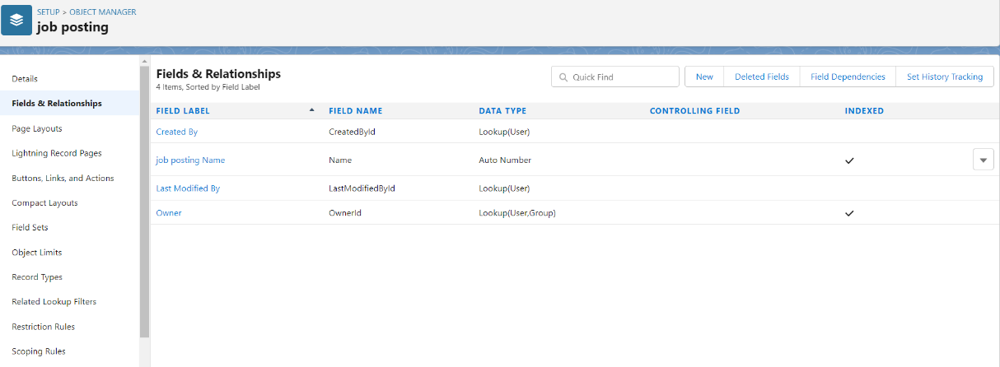 SETUP > OBJECT MANAGER
job posting
Details
Fields & Relationships
Page Layouts
Lightning Record Pages
Buttons, Links, and Actions
Compact Layouts
Field Sets
Object Limits
Record Types
Related Lookup Filters
Restriction Rules
Scoping Rules
Fields & Relationships
4 Items, Sorted by Field Label
Quick Find
New Deleted Fields Field Dependencies Set History Tracking
FIELD LABEL FIELD NAME DATA TYPE CONTROLLING FIELD INDEXED
Created By CreatedById Lookup(User)
job posting Name Name Auto Number
Last Modified By LastModifiedById Lookup(User)
Owner OwnerId Lookup(User,Group)